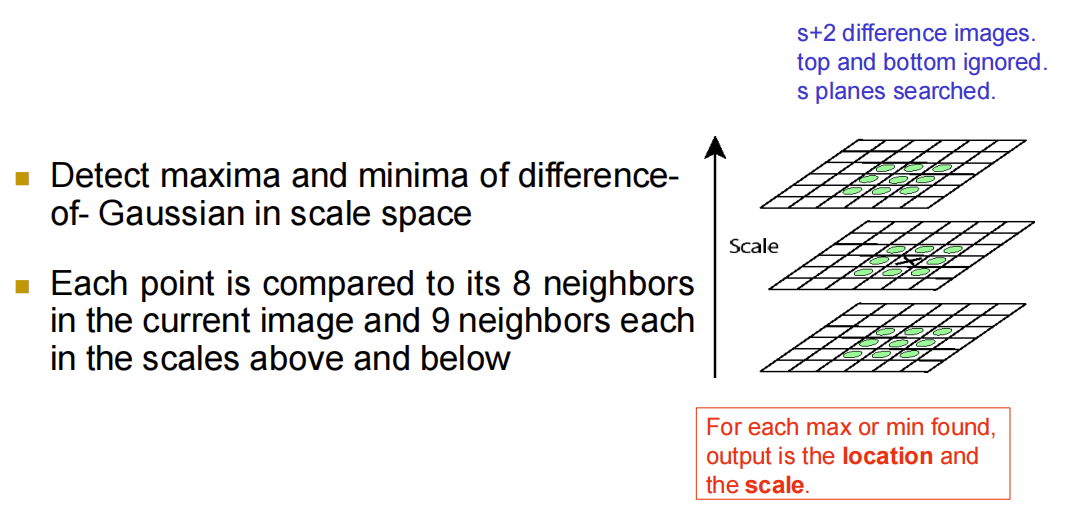 s+2 difference images.
top and bottom ignored.
s planes searched.
Detect maxima and minima of difference-
of- Gaussian in scale space
Each point is compared to its 8 neighbors
in the current image and 9 neighbors each
in the scales above and below
Scale
For each max or min found,
output is the location and
the scale.